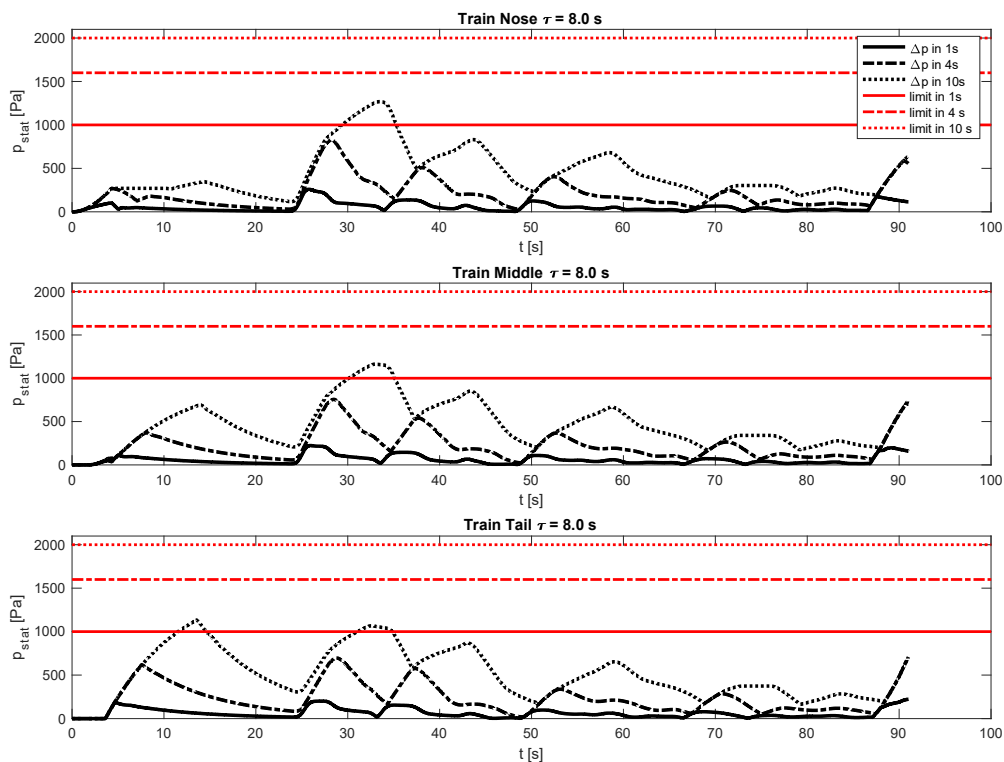 Train Nose τ = 8.0 s
2000
1500
1000
500
0
p_stat [Pa]
0 10 20 30 40 50 60 70 80 90 100
t [s]
Δp in 1s
Δp in 4s
Δp in 10s
limit in 1s
limit in 4 s
limit in 10 s
Train Middle τ = 8.0 s
2000
1500
1000
500
0
p_stat [Pa]
0 10 20 30 40 50 60 70 80 90 100
t [s]
Train Tail τ = 8.0 s
2000
1500
1000
500
0
p_stat [Pa]
0 10 20 30 40 50 60 70 80 90 100
t [s]